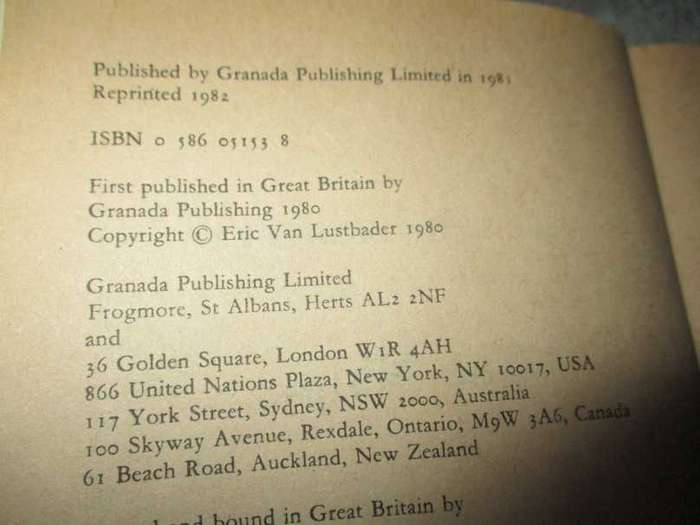 Published by Granada Publishing Limited in 1981
Reprinted 1982
ISBN 0 586 05153 8
First published in Great Britain by
Granada Publishing 1980
Copyright © Eric Van Lustbader 1980
Granada Publishing Limited
Frogmore, St Albans, Herts AL2 2NF
and
36 Golden Square, London W1R 4AH
866 United Nations Plaza, New York, NY 10017, USA
117 York Street, Sydney, NSW 2000, Australia
100 Skyway Avenue, Rexdale, Ontario, M9W 3A6, Canada
61 Beach Road, Auckland, New Zealand
and bound in Great Britain by